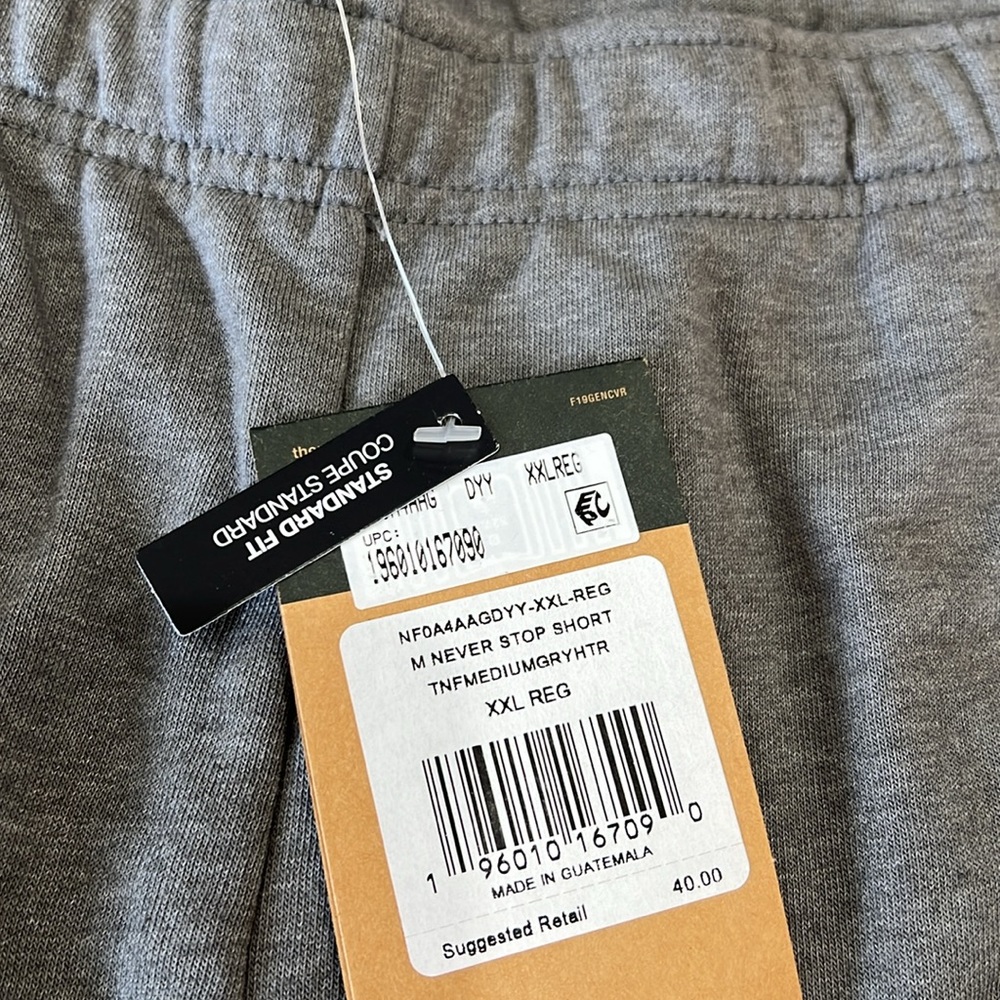 F19GENCVR
STANDARD FIT
COUPE STANDARD
DYY XXLREG
UPC:
196010167090
NF0A4AAGDYY-XXL-REG
M NEVER STOP SHORT
TNFMEDIUMGRYHTR
XXL REG
1 96010 16709 0
MADE IN GUATEMALA
Suggested Retail 40.00